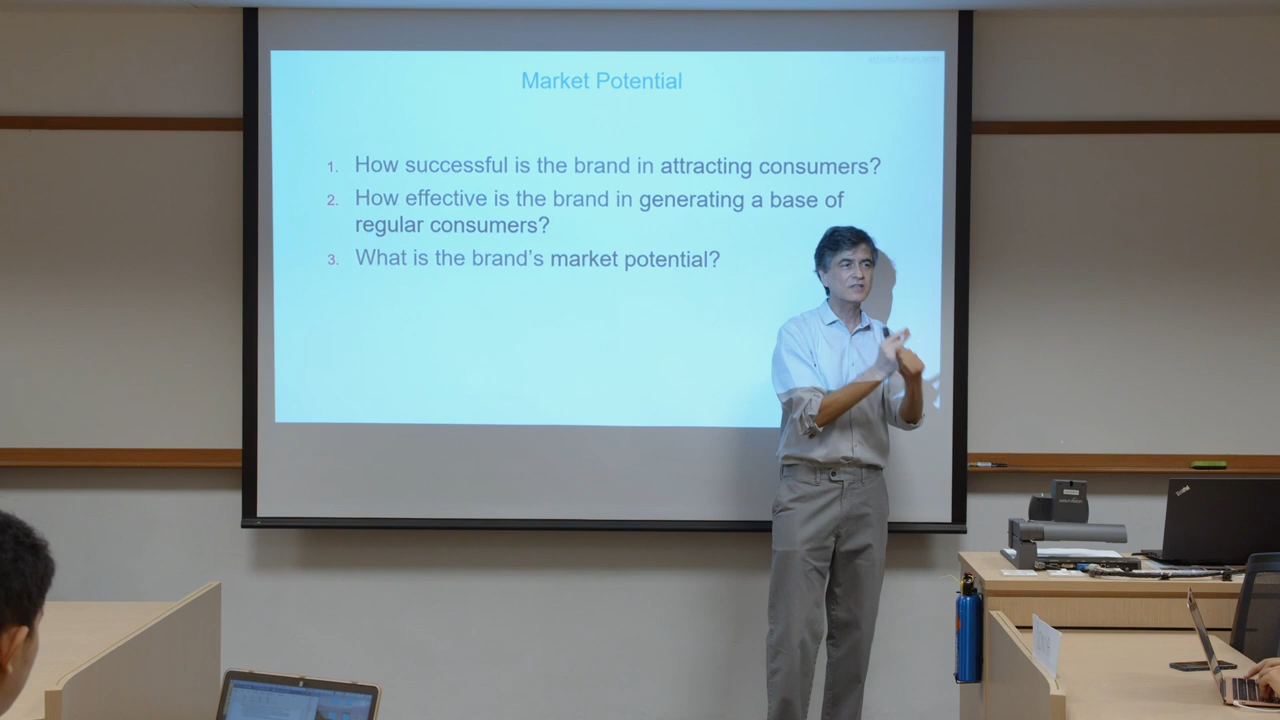 Market Potential
1. How successful is the brand in attracting consumers?
2. How effective is the brand in generating a base of
regular consumers?
3. What is the brand's market potential?
ThinkPad